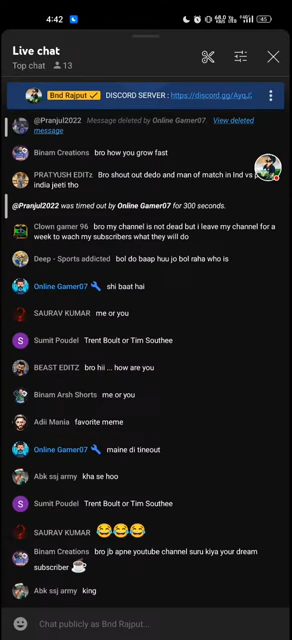 4:42
45
Live chat
Top chat 13
Bnd Rajput DISCORD SERVER : https://discord.gg/AyqJ
@Pranjul2022 Message deleted by Online Gamer07. View deleted
message
Binam Creations bro how you grow fast
PRATYUSH EDITz Bro shout out dedo and man of match in Ind vs p
india jeeti tho
@Pranjul2022 was timed out by Online Gamer07 for 300 seconds.
Clown gamer 96 bro my channel is not dead but i leave my channel for
a week to wach my subscribers what they will do
Deep - Sports addicted bol do baap huu jo bol raha who is
Online Gamer07 shi baat hai
SAURAV KUMAR me or you
S Sumit Poudel Trent Boult or Tim Southee
BEAST EDITZ bro hii ... how are you
Binam Arsh Shorts me or you
Adii Mania favorite meme
Online Gamer07 maine di tineout
Abk ssj army kha se hoo
S Sumit Poudel Trent Boult or Tim Southee
SAURAV KUMAR 😂😂😂
Binam Creations bro jb apne youtube channel suru kiya your dream
subscriber ☕
Abk ssj army king
Chat publicly as Bnd Rajput...